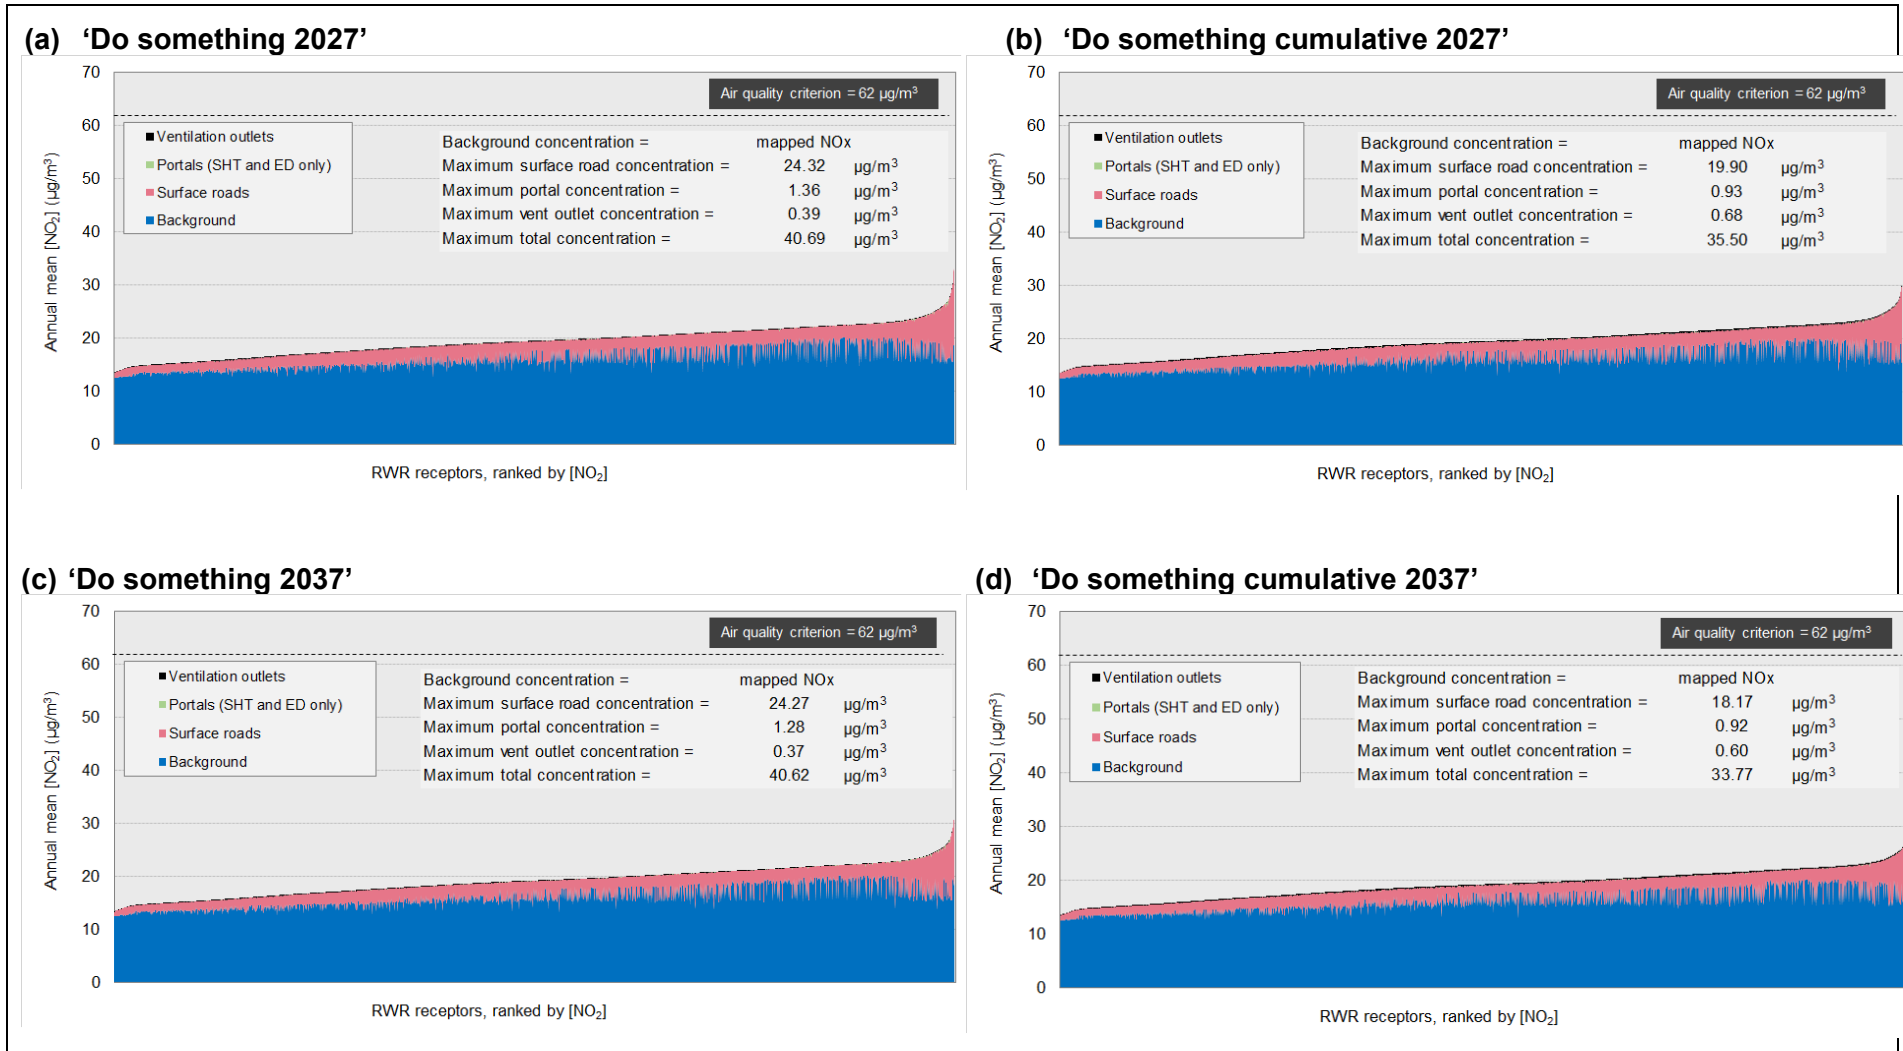 (a) ‘Do something 2027’
70
60
50
40
30
20
10
0
Annual mean [NO₂] (µg/m³)
Air quality criterion = 62 µg/m³
Ventilation outlets
Portals (SHT and ED only)
Surface roads
Background
Background concentration = mapped NOx
Maximum surface road concentration = 24.32 µg/m³
Maximum portal concentration = 1.36 µg/m³
Maximum vent outlet concentration = 0.39 µg/m³
Maximum total concentration = 40.69 µg/m³
RWR receptors, ranked by [NO₂]
(b) ‘Do something cumulative 2027’
70
60
50
40
30
20
10
0
Annual mean [NO₂] (µg/m³)
Air quality criterion = 62 µg/m³
Ventilation outlets
Portals (SHT and ED only)
Surface roads
Background
Background concentration = mapped NOx
Maximum surface road concentration = 19.90 µg/m³
Maximum portal concentration = 0.93 µg/m³
Maximum vent outlet concentration = 0.68 µg/m³
Maximum total concentration = 35.50 µg/m³
RWR receptors, ranked by [NO₂]
(c) ‘Do something 2037’
70
60
50
40
30
20
10
0
Annual mean [NO₂] (µg/m³)
Air quality criterion = 62 µg/m³
Ventilation outlets
Portals (SHT and ED only)
Surface roads
Background
Background concentration = mapped NOx
Maximum surface road concentration = 24.27 µg/m³
Maximum portal concentration = 1.28 µg/m³
Maximum vent outlet concentration = 0.37 µg/m³
Maximum total concentration = 40.62 µg/m³
RWR receptors, ranked by [NO₂]
(d) ‘Do something cumulative 2037’
70
60
50
40
30
20
10
0
Annual mean [NO₂] (µg/m³)
Air quality criterion = 62 µg/m³
Ventilation outlets
Portals (SHT and ED only)
Surface roads
Background
Background concentration = mapped NOx
Maximum surface road concentration = 18.17 µg/m³
Maximum portal concentration = 0.92 µg/m³
Maximum vent outlet concentration = 0.60 µg/m³
Maximum total concentration = 33.77 µg/m³
RWR receptors, ranked by [NO₂]